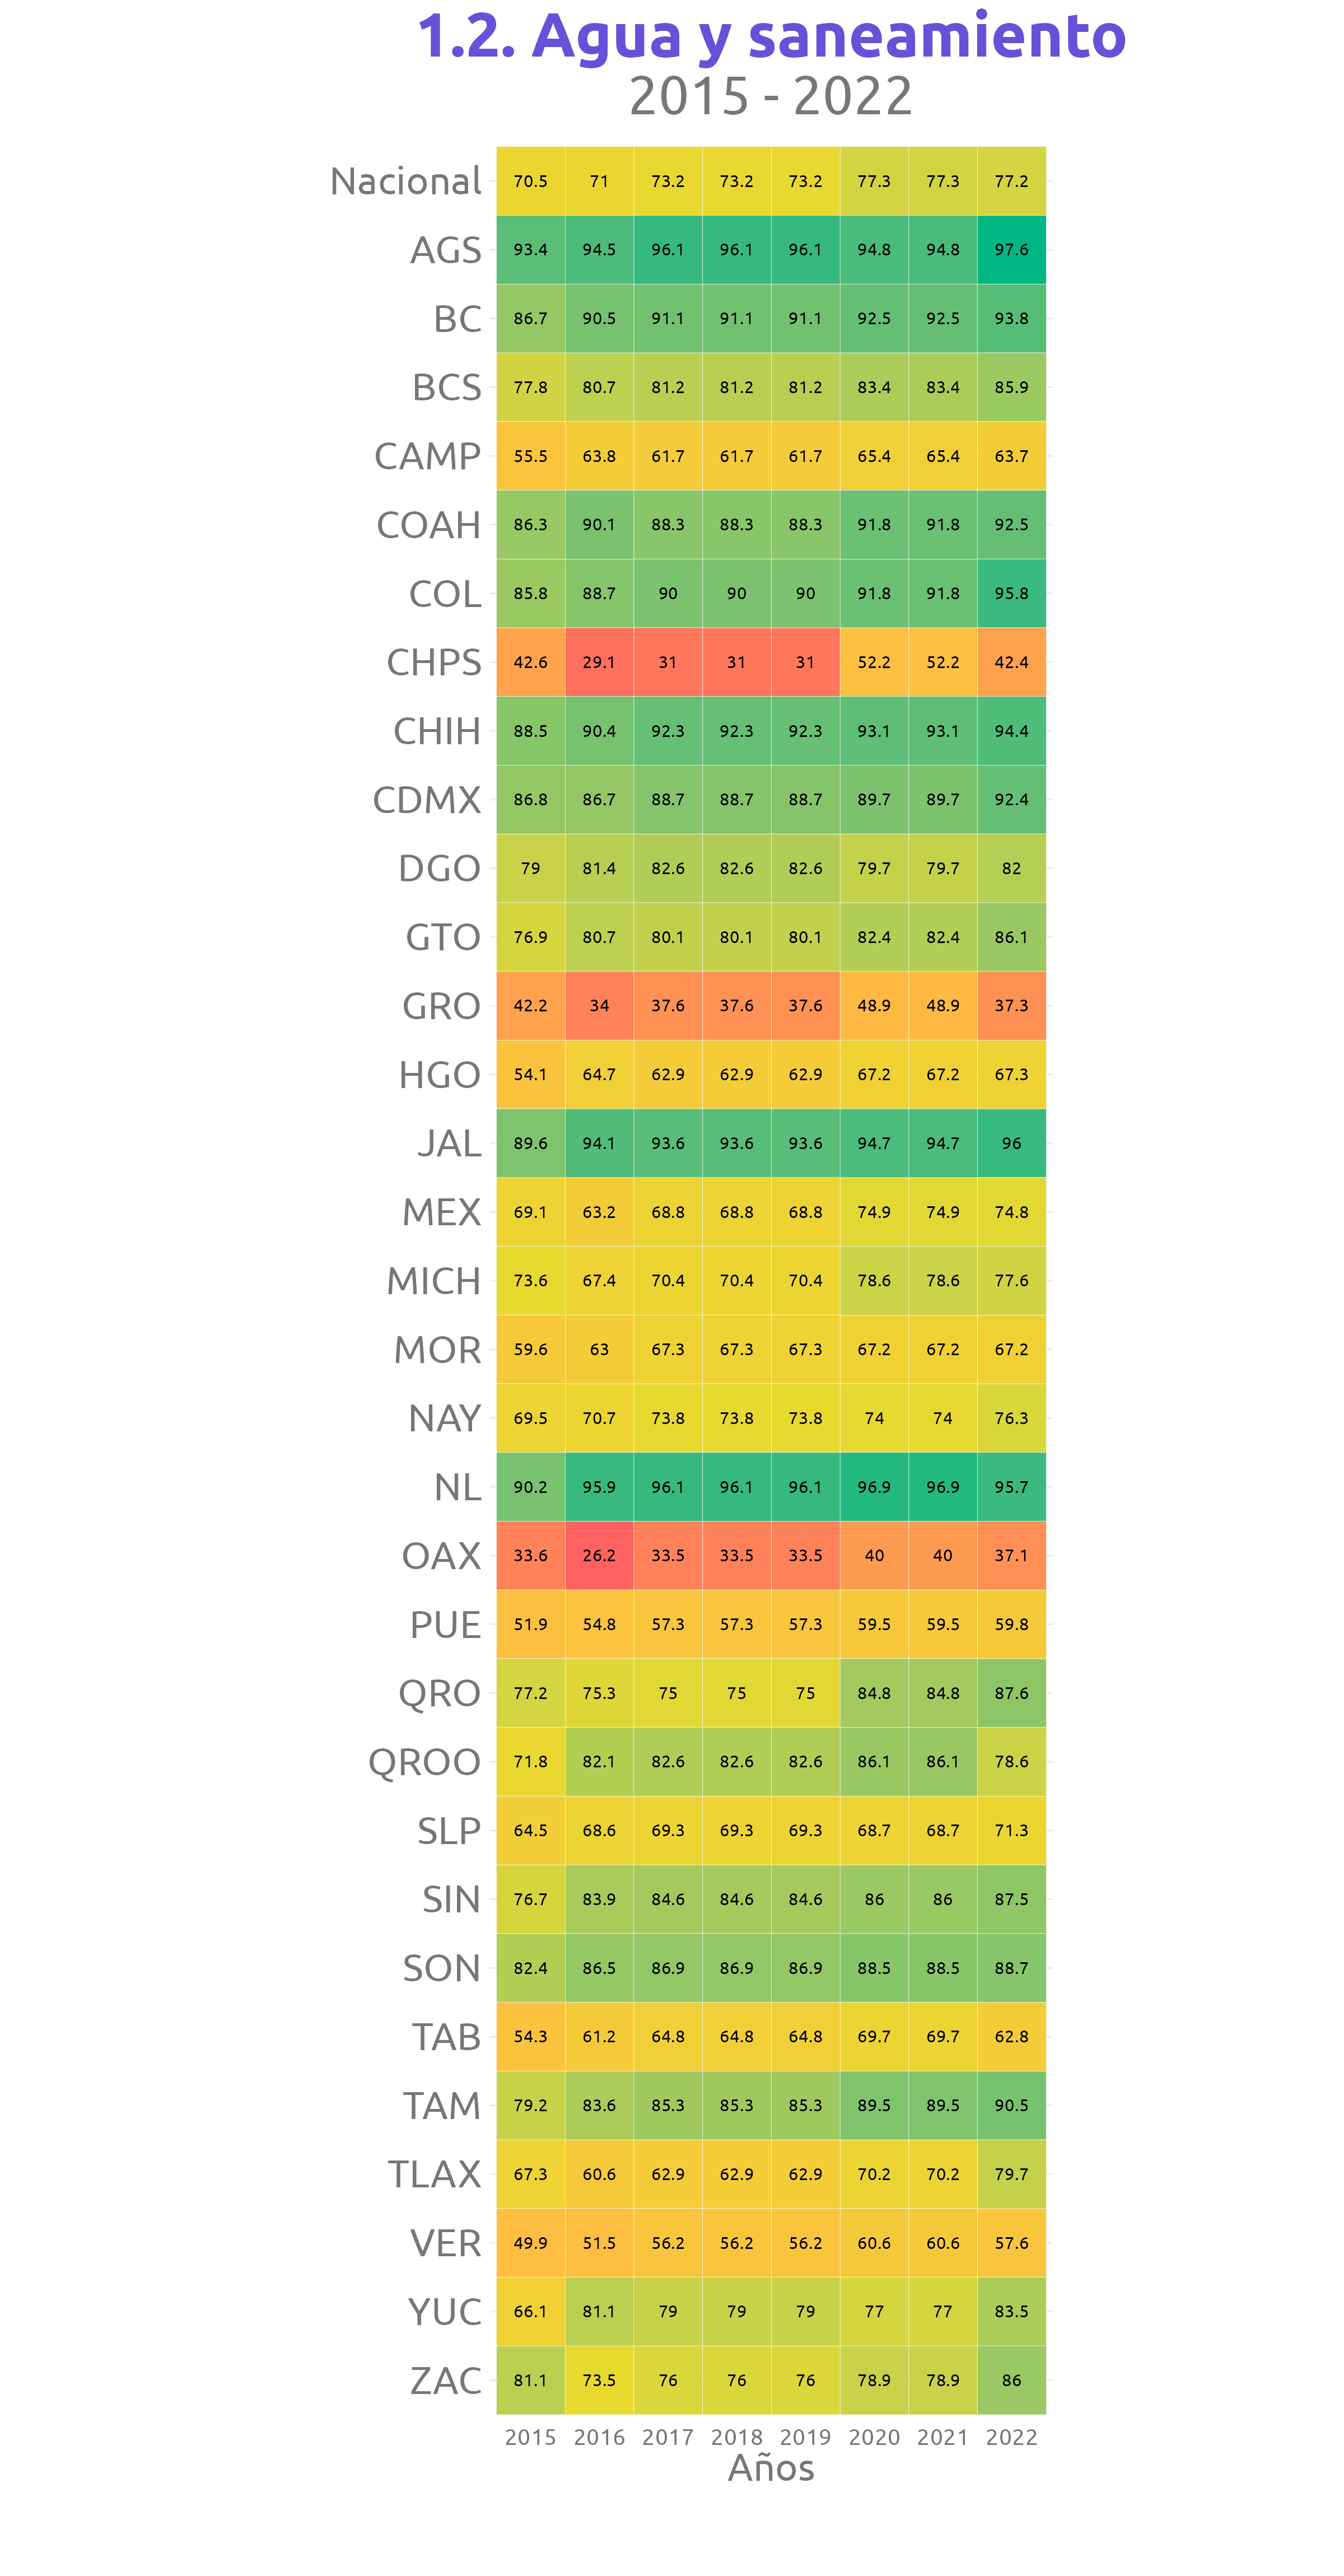 1.2. Agua y saneamiento
2015 - 2022
Nacional 70.5 71 73.2 73.2 73.2 77.3 77.3 77.2
AGS 93.4 94.5 96.1 96.1 96.1 94.8 94.8 97.6
BC 86.7 90.5 91.1 91.1 91.1 92.5 92.5 93.8
BCS 77.8 80.7 81.2 81.2 81.2 83.4 83.4 85.9
CAMP 55.5 63.8 61.7 61.7 61.7 65.4 65.4 63.7
COAH 86.3 90.1 88.3 88.3 88.3 91.8 91.8 92.5
COL 85.8 88.7 90 90 90 91.8 91.8 95.8
CHPS 42.6 29.1 31 31 31 52.2 52.2 42.4
CHIH 88.5 90.4 92.3 92.3 92.3 93.1 93.1 94.4
CDMX 86.8 86.7 88.7 88.7 88.7 89.7 89.7 92.4
DGO 79 81.4 82.6 82.6 82.6 79.7 79.7 82
GTO 76.9 80.7 80.1 80.1 80.1 82.4 82.4 86.1
GRO 42.2 34 37.6 37.6 37.6 48.9 48.9 37.3
HGO 54.1 64.7 62.9 62.9 62.9 67.2 67.2 67.3
JAL 89.6 94.1 93.6 93.6 93.6 94.7 94.7 96
MEX 69.1 63.2 68.8 68.8 68.8 74.9 74.9 74.8
MICH 73.6 67.4 70.4 70.4 70.4 78.6 78.6 77.6
MOR 59.6 63 67.3 67.3 67.3 67.2 67.2 67.2
NAY 69.5 70.7 73.8 73.8 73.8 74 74 76.3
NL 90.2 95.9 96.1 96.1 96.1 96.9 96.9 95.7
OAX 33.6 26.2 33.5 33.5 33.5 40 40 37.1
PUE 51.9 54.8 57.3 57.3 57.3 59.5 59.5 59.8
QRO 77.2 75.3 75 75 75 84.8 84.8 87.6
QROO 71.8 82.1 82.6 82.6 82.6 86.1 86.1 78.6
SLP 64.5 68.6 69.3 69.3 69.3 68.7 68.7 71.3
SIN 76.7 83.9 84.6 84.6 84.6 86 86 87.5
SON 82.4 86.5 86.9 86.9 86.9 88.5 88.5 88.7
TAB 54.3 61.2 64.8 64.8 64.8 69.7 69.7 62.8
TAM 79.2 83.6 85.3 85.3 85.3 89.5 89.5 90.5
TLAX 67.3 60.6 62.9 62.9 62.9 70.2 70.2 79.7
VER 49.9 51.5 56.2 56.2 56.2 60.6 60.6 57.6
YUC 66.1 81.1 79 79 79 77 77 83.5
ZAC 81.1 73.5 76 76 76 78.9 78.9 86
2015 2016 2017 2018 2019 2020 2021 2022
Años